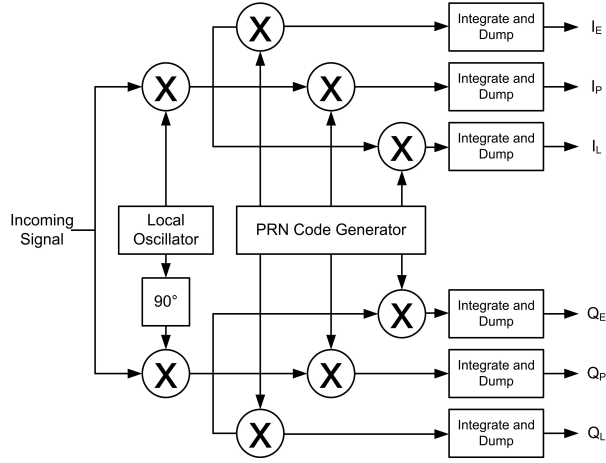 X
Integrate and
Dump
I_E
X
X
Integrate and
Dump
I_P
X
Integrate and
Dump
I_L
Incoming
Signal
Local
Oscillator
PRN Code Generator
90°
X
Integrate and
Dump
Q_E
X
X
Integrate and
Dump
Q_P
X
Integrate and
Dump
Q_L